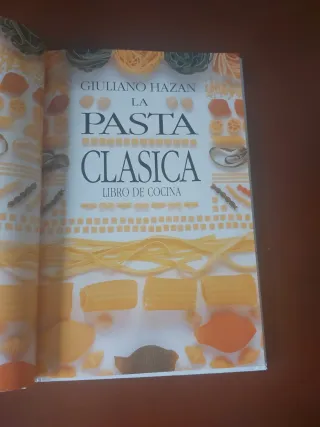 GIULIANO HAZAN
LA
PASTA
CLASICA
LIBRO DE COCINA